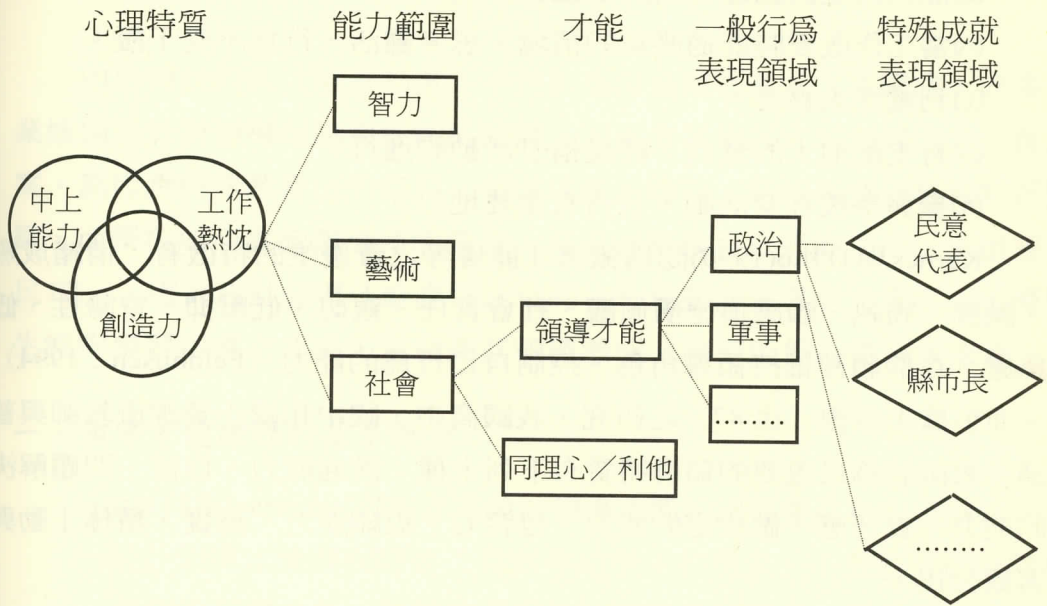 心理特質
能力範圍
才能
一般行爲
表現領域
特殊成就
表現領域
智力
中上
能力
工作
熱忱
創造力
藝術
社會
領導才能
同理心／利他
政治
軍事
………
民意
代表
縣市長
………